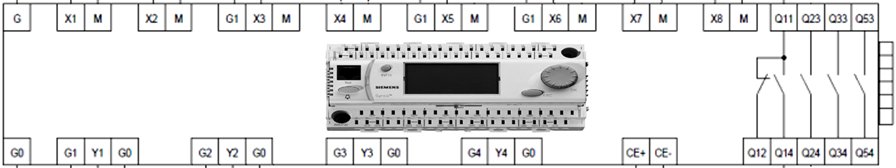 G X1 M X2 M G1 X3 M X4 M G1 X5 M G1 X6 M X7 M X8 M Q11 Q23 Q33 Q53
SIEMENS
G0 G1 Y1 G0 G2 Y2 G0 G3 Y3 G0 G4 Y4 G0 CE+ CE- Q12 Q14 Q24 Q34 Q54